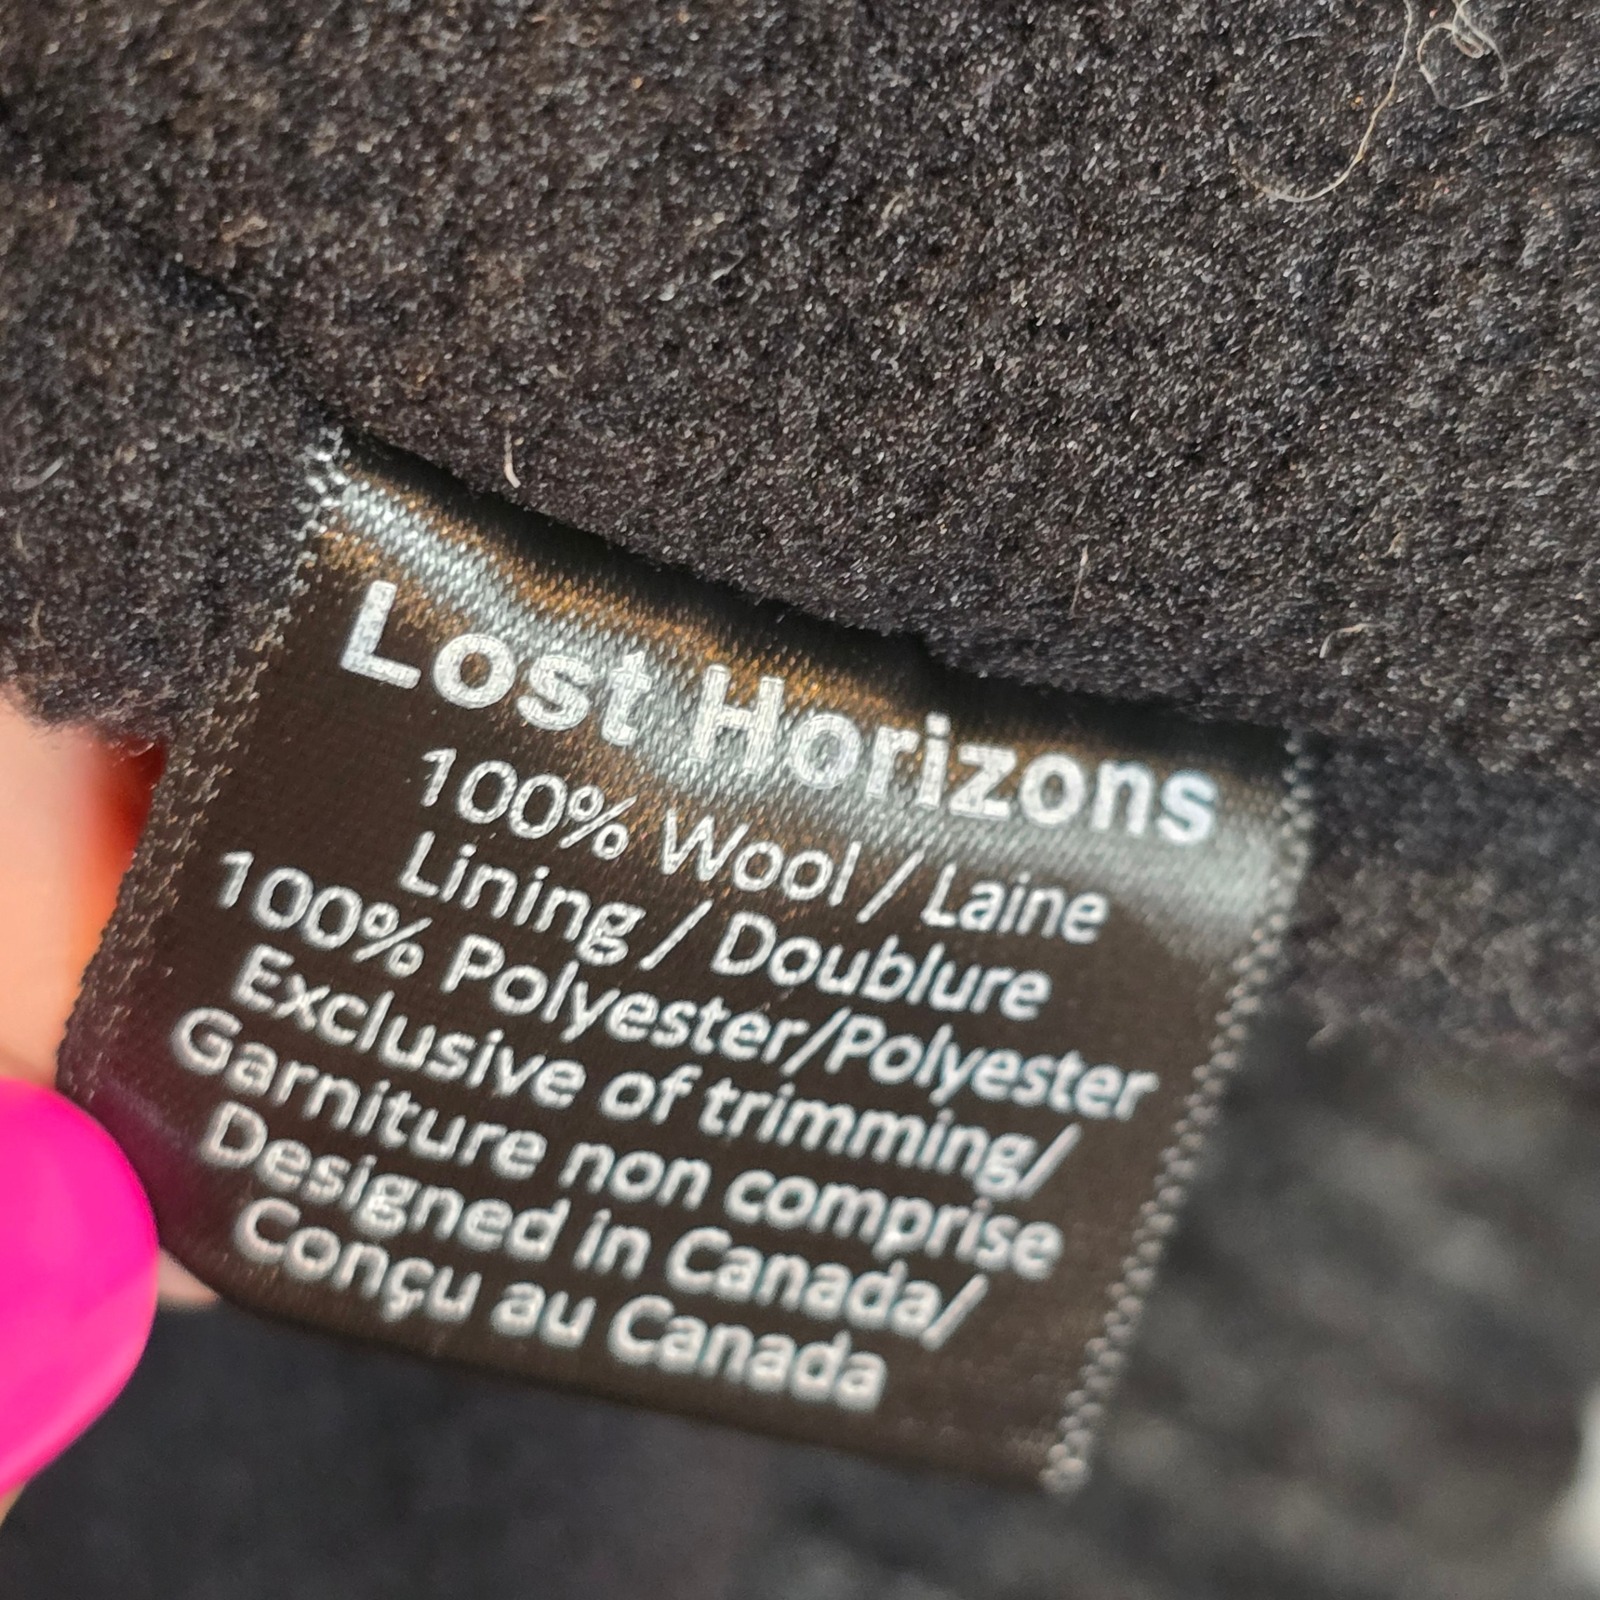 Lost Horizons
100% Wool / Laine
Lining / Doublure
100% Polyester/Polyester
Exclusive of trimming/
Garniture non comprise
Designed in Canada/
Conçu au Canada